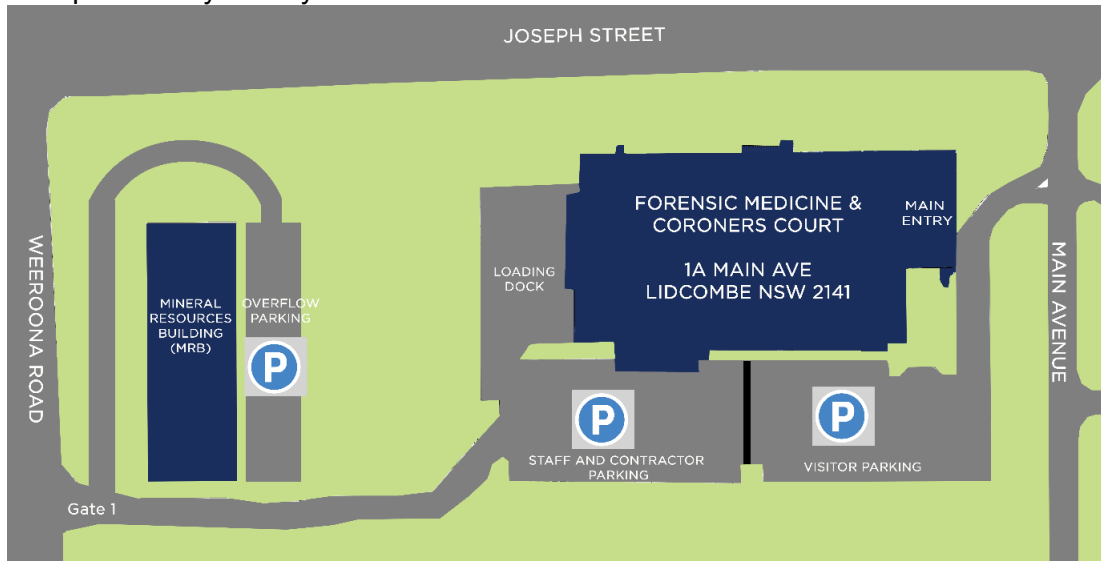 JOSEPH STREET
FORENSIC MEDICINE &
CORONERS COURT
1A MAIN AVE
LIDCOMBE NSW 2141
MAIN
ENTRY
WEEROONA ROAD
MAIN AVENUE
LOADING
DOCK
MINERAL
RESOURCES
BUILDING
(MRB)
OVERFLOW
PARKING
P
P
STAFF AND CONTRACTOR
PARKING
P
VISITOR PARKING
Gate 1